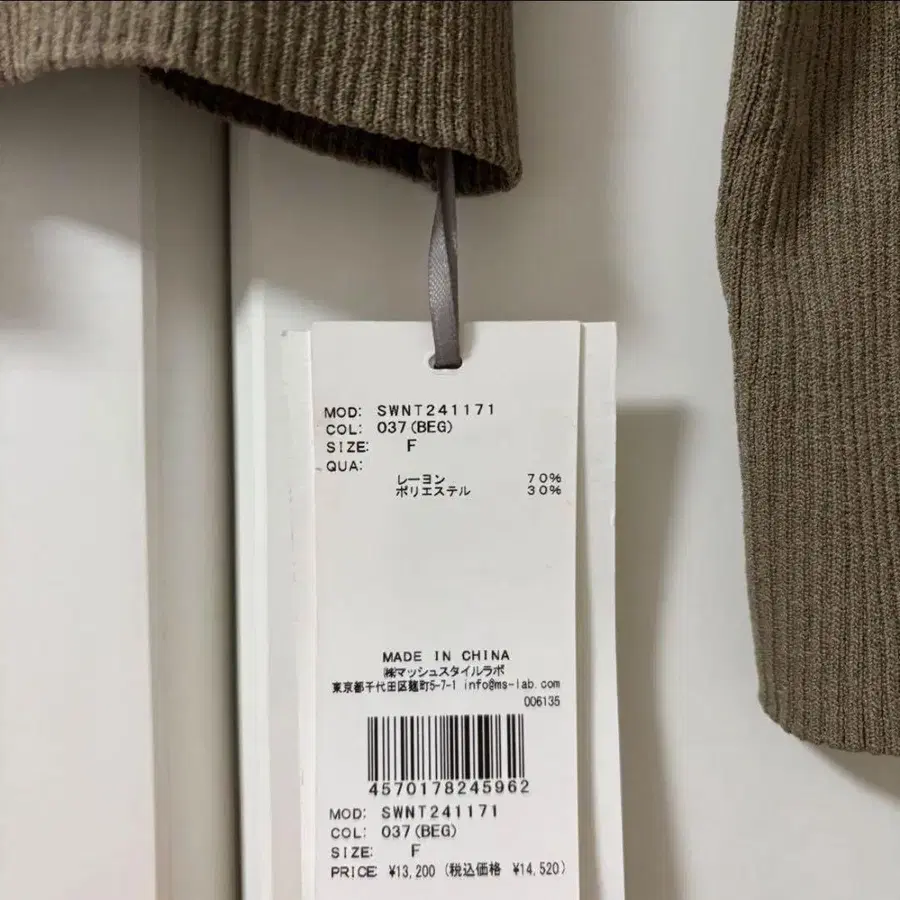 MOD: SWNT241171
COL: 037(BEG)
SIZE: F
QUA:
レーヨン 70%
ポリエステル 30%
MADE IN CHINA
㈱マッシュスタイルラボ
東京都千代田区麹町5-7-1 info@ms-lab.com
006135
4570178245962
MOD: SWNT241171
COL: 037(BEG)
SIZE: F
PRICE ¥13,200 (税込価格 ¥14,520)